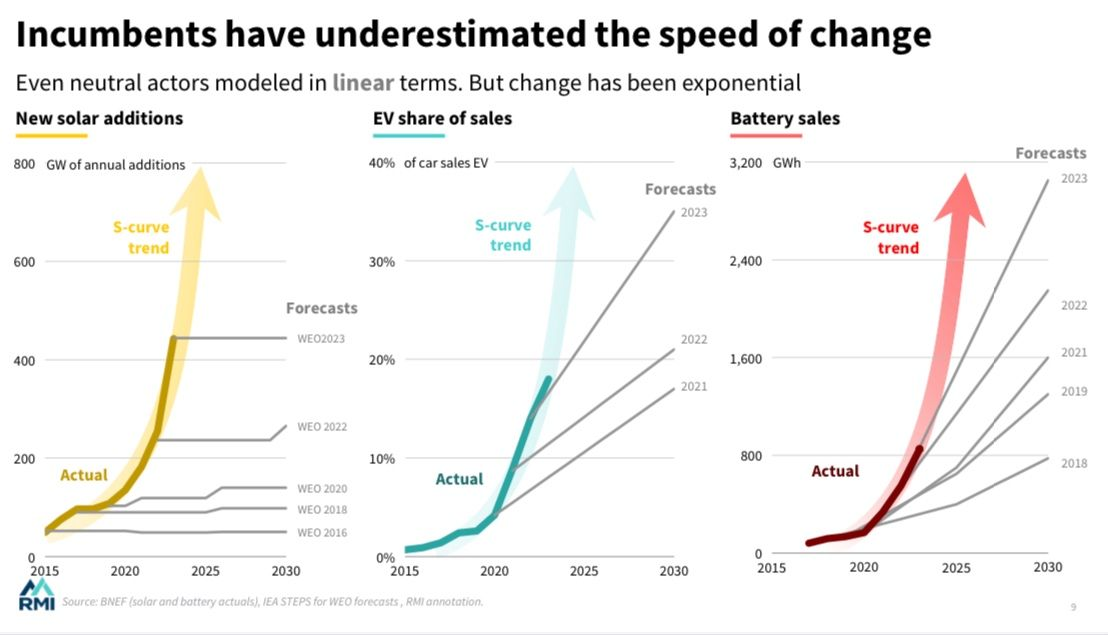 Incumbents have underestimated the speed of change
Even neutral actors modeled in linear terms. But change has been exponential
New solar additions
800 GW of annual additions
S-curve
trend
600
Forecasts
WEO2023
400
WEO 2022
200
Actual
WEO 2020
WEO 2018
WEO 2016
0
2015 2020 2025 2030
EV share of sales
40% of car sales EV
Forecasts
2023
S-curve
trend
30%
2022
20%
2021
10%
Actual
0%
2015 2020 2025 2030
Battery sales
Forecasts
3,200 GWh
2023
S-curve
trend
2,400
2022
1,600
2021
2019
800
Actual
2018
0
2015 2020 2025 2030
RMI
Source: BNEF (solar and battery actuals), IEA STEPS for WEO forecasts , RMI annotation.
9